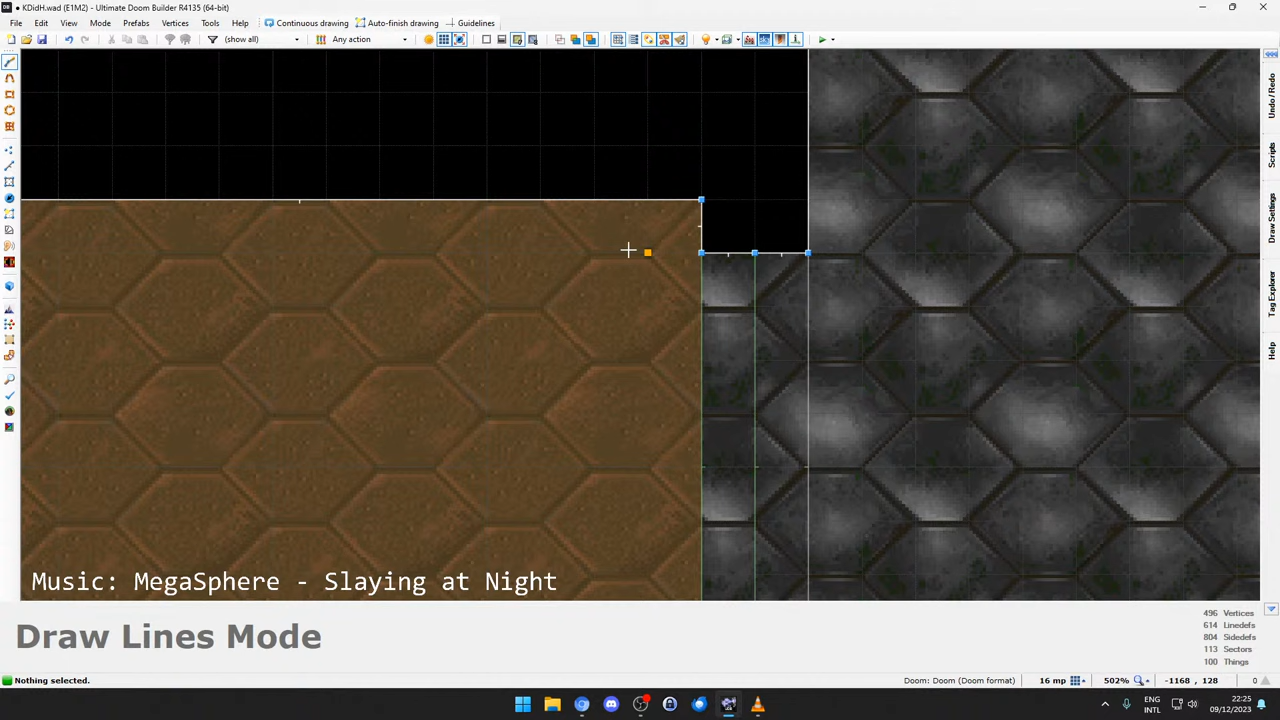 KDidH.wad (E1M2) - Ultimate Doom Builder R4135 (64-bit)
File Edit View Mode Prefabs Vertices Tools Help Continuous drawing Auto-finish drawing Guidelines
(show all) Any action
Undo/Redo
Scripts
Draw Settings
Tag Explorer
Help
Music: MegaSphere - Slaying at Night
Draw Lines Mode
496 Vertices
614 Linedefs
804 Sidedefs
113 Sectors
100 Things
Nothing selected. Doom: Doom (Doom format) 16 mp 502% -1168 , 128 0
ENG
INTL
22:25
09/12/2023